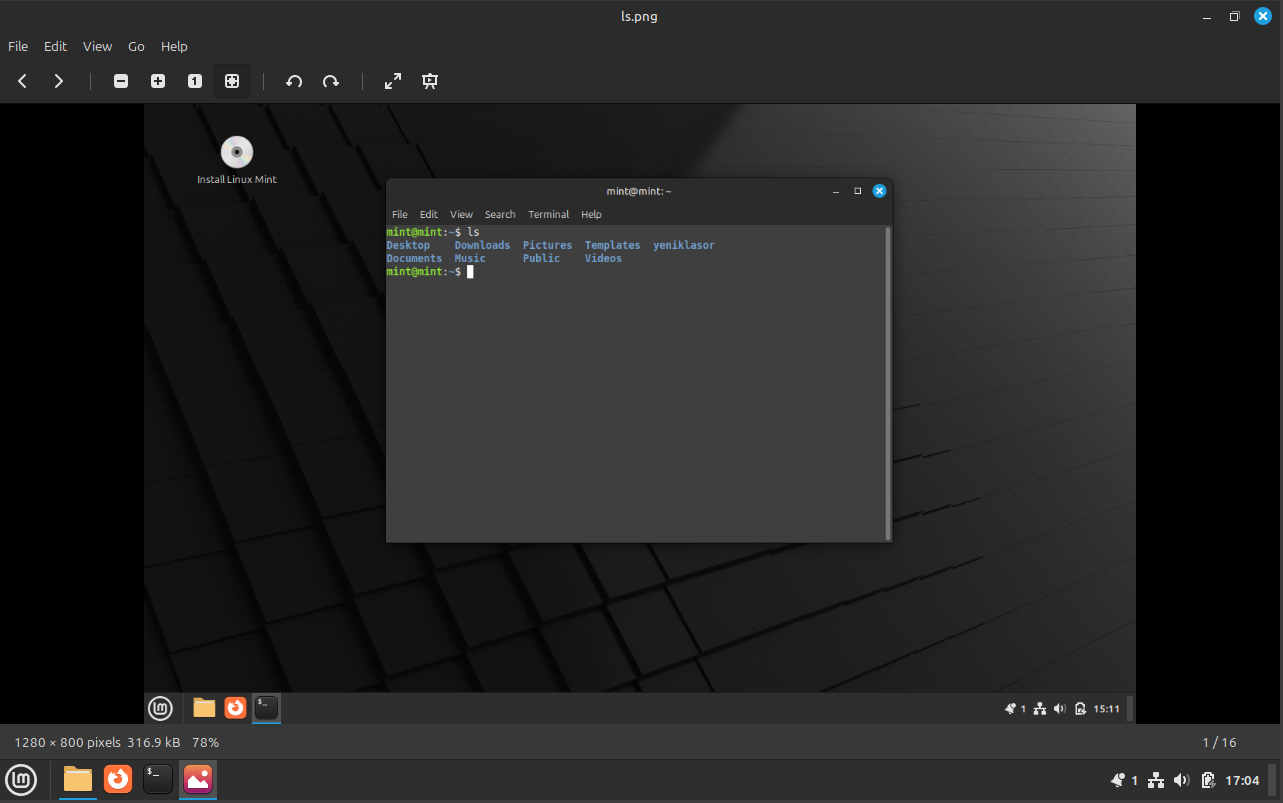 ls.png
File Edit View Go Help
1
Install Linux Mint
mint@mint: ~
File Edit View Search Terminal Help
mint@mint:~$ ls
Desktop Downloads Pictures Templates yeniklasor
Documents Music Public Videos
mint@mint:~$
lm $_ 1 15:11
1280 × 800 pixels 316.9 kB 78% 1 / 16
lm $_ 1 17:04